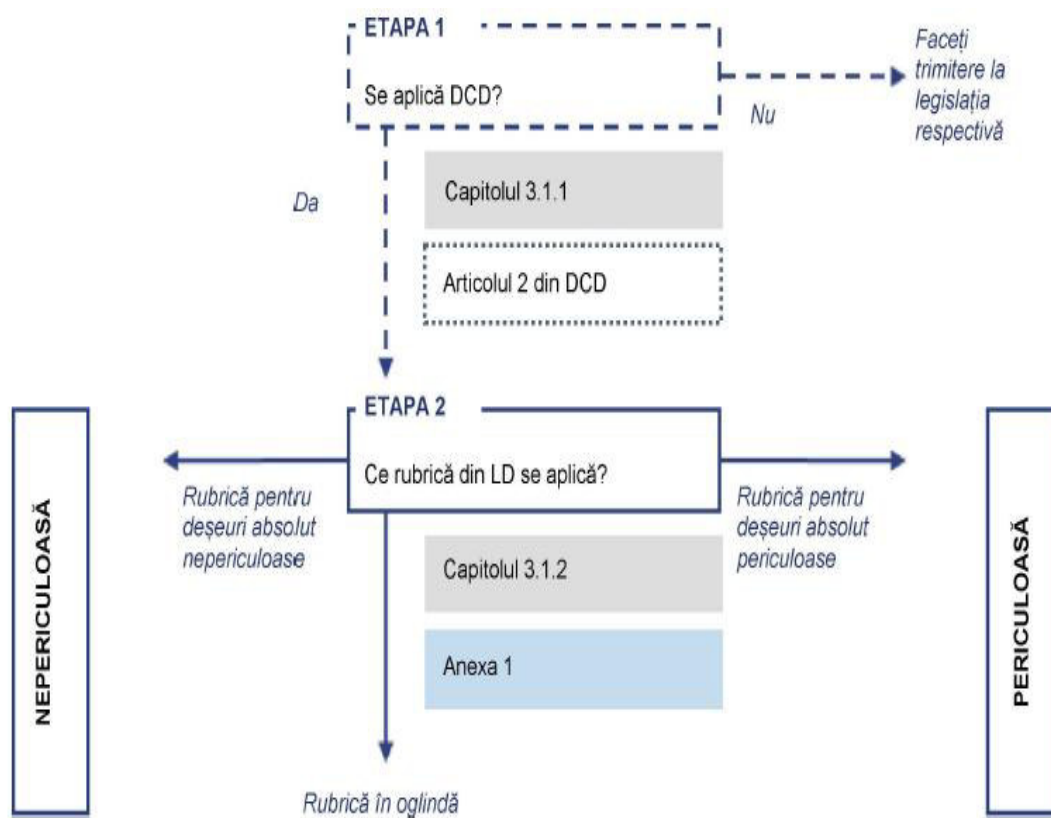 ETAPA 1
Se aplică DCD?
Nu
Faceți
trimitere la
legislația
respectivă
Da
Capitolul 3.1.1
Articolul 2 din DCD
ETAPA 2
Ce rubrică din LD se aplică?
NEPERICULOASĂ
Rubrică pentru
deșeuri absolut
nepericuloase
Rubrică pentru
deșeuri absolut
periculoase
PERICULOASĂ
Capitolul 3.1.2
Anexa 1
Rubrică în oglindă